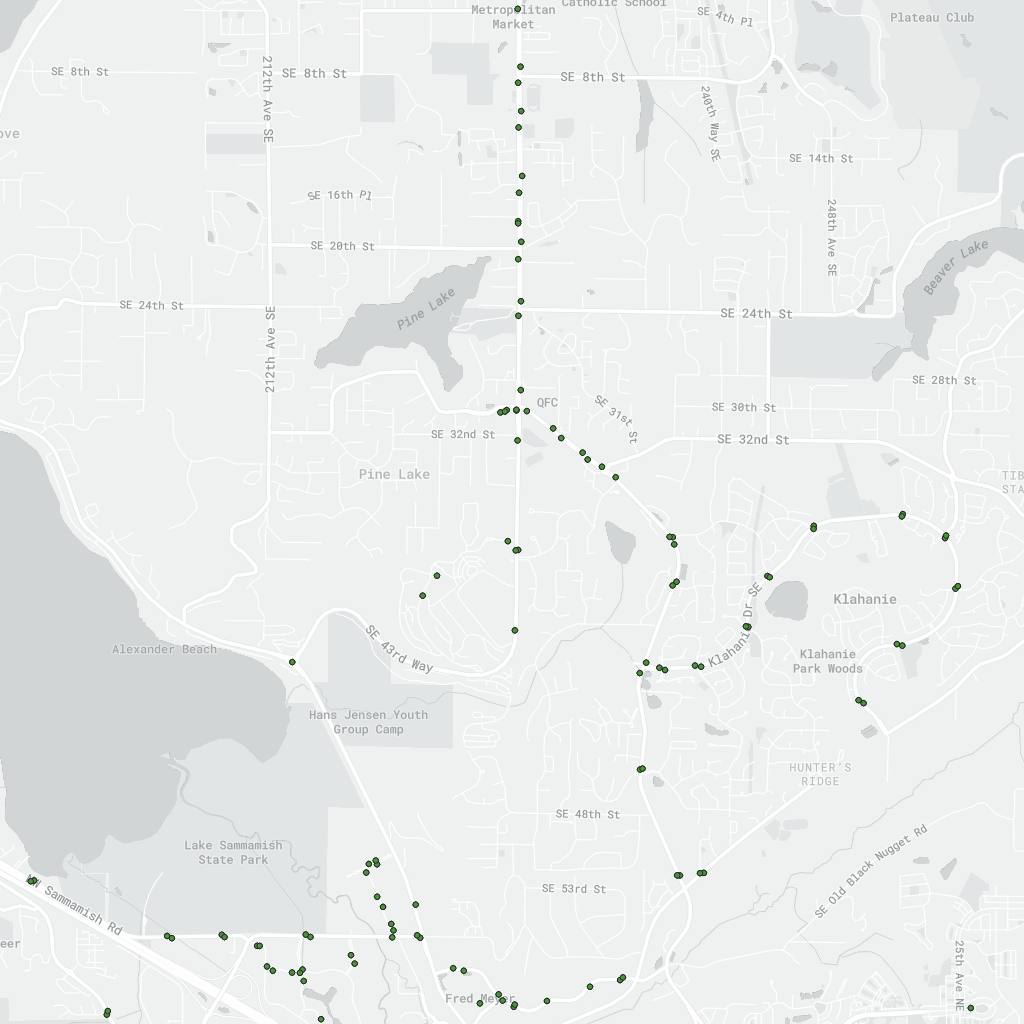 Catholic School
Metropolitan
Market
SE 4th Pl
Plateau Club
SE 8th St
SE 8th St
SE 8th St
212th Ave SE
240th Way SE
ove
SE 14th St
SE 16th Pl
248th Ave SE
SE 20th St
Beaver Lake
Pine Lake
SE 24th St
SE 24th St
212th Ave SE
SE 28th St
QFC
SE 31st St
SE 30th St
SE 32nd St
SE 32nd St
Pine Lake
TIB
STA
Klahanie
Klahanie Dr SE
SE 43rd Way
Alexander Beach
Klahanie
Park Woods
Hans Jensen Youth
Group Camp
HUNTER'S
RIDGE
SE 48th St
Lake Sammamish
State Park
SE Old Black Nugget Rd
SE 53rd St
NW Sammamish Rd
eer
25th Ave NE
Fred Meyer